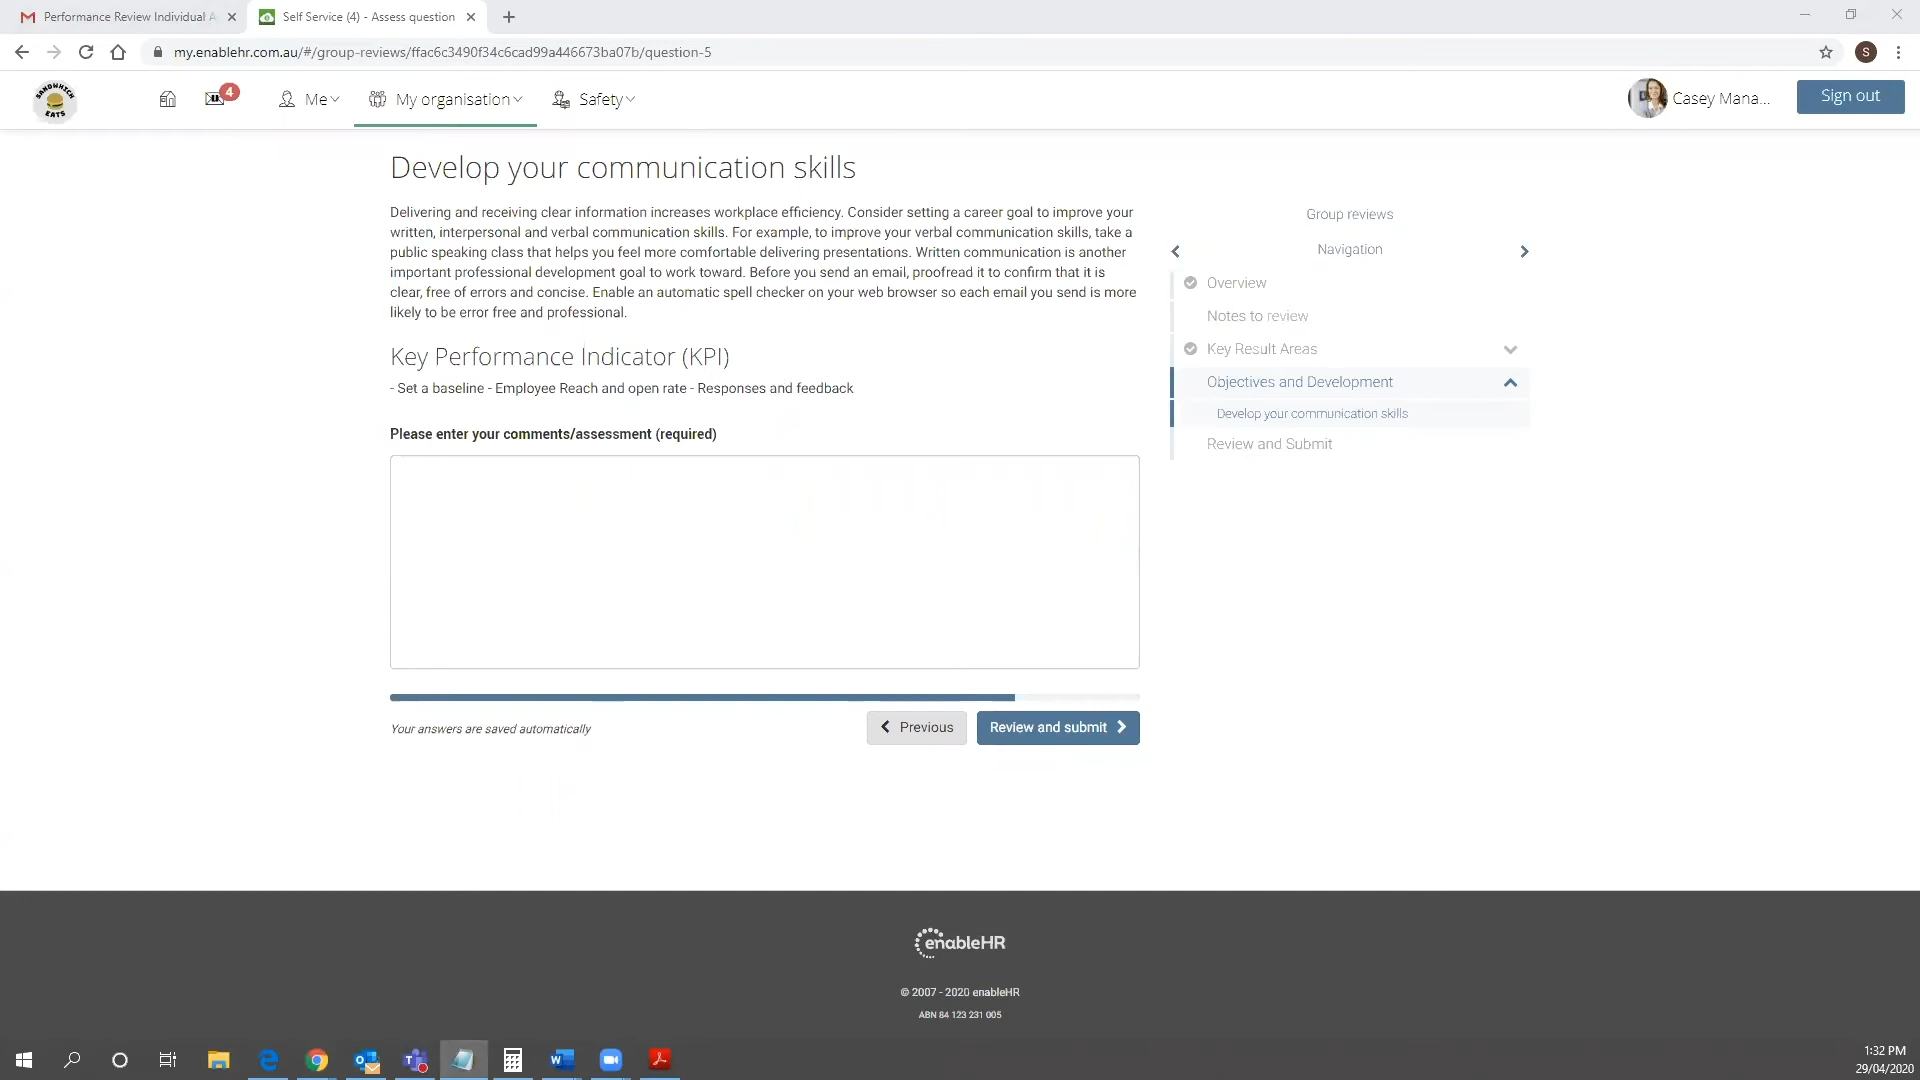 Performance Review Individual A
Self Service (4) - Assess question
my.enablehr.com.au/#/group-reviews/ffac6c3490f34c6cad99a446673ba07b/question-5
S
SANDWHICH
EATS
4
Me
My organisation
Safety
Casey Mana...
Sign out
Develop your communication skills
Delivering and receiving clear information increases workplace efficiency. Consider setting a career goal to improve your
written, interpersonal and verbal communication skills. For example, to improve your verbal communication skills, take a
public speaking class that helps you feel more comfortable delivering presentations. Written communication is another
important professional development goal to work toward. Before you send an email, proofread it to confirm that it is
clear, free of errors and concise. Enable an automatic spell checker on your web browser so each email you send is more
likely to be error free and professional.
Key Performance Indicator (KPI)
- Set a baseline - Employee Reach and open rate - Responses and feedback
Please enter your comments/assessment (required)
Your answers are saved automatically
Previous
Review and submit
Group reviews
Navigation
Overview
Notes to review
Key Result Areas
Objectives and Development
Develop your communication skills
Review and Submit
enableHR
© 2007 - 2020 enableHR
ABN 84 123 231 005
1:32 PM
29/04/2020